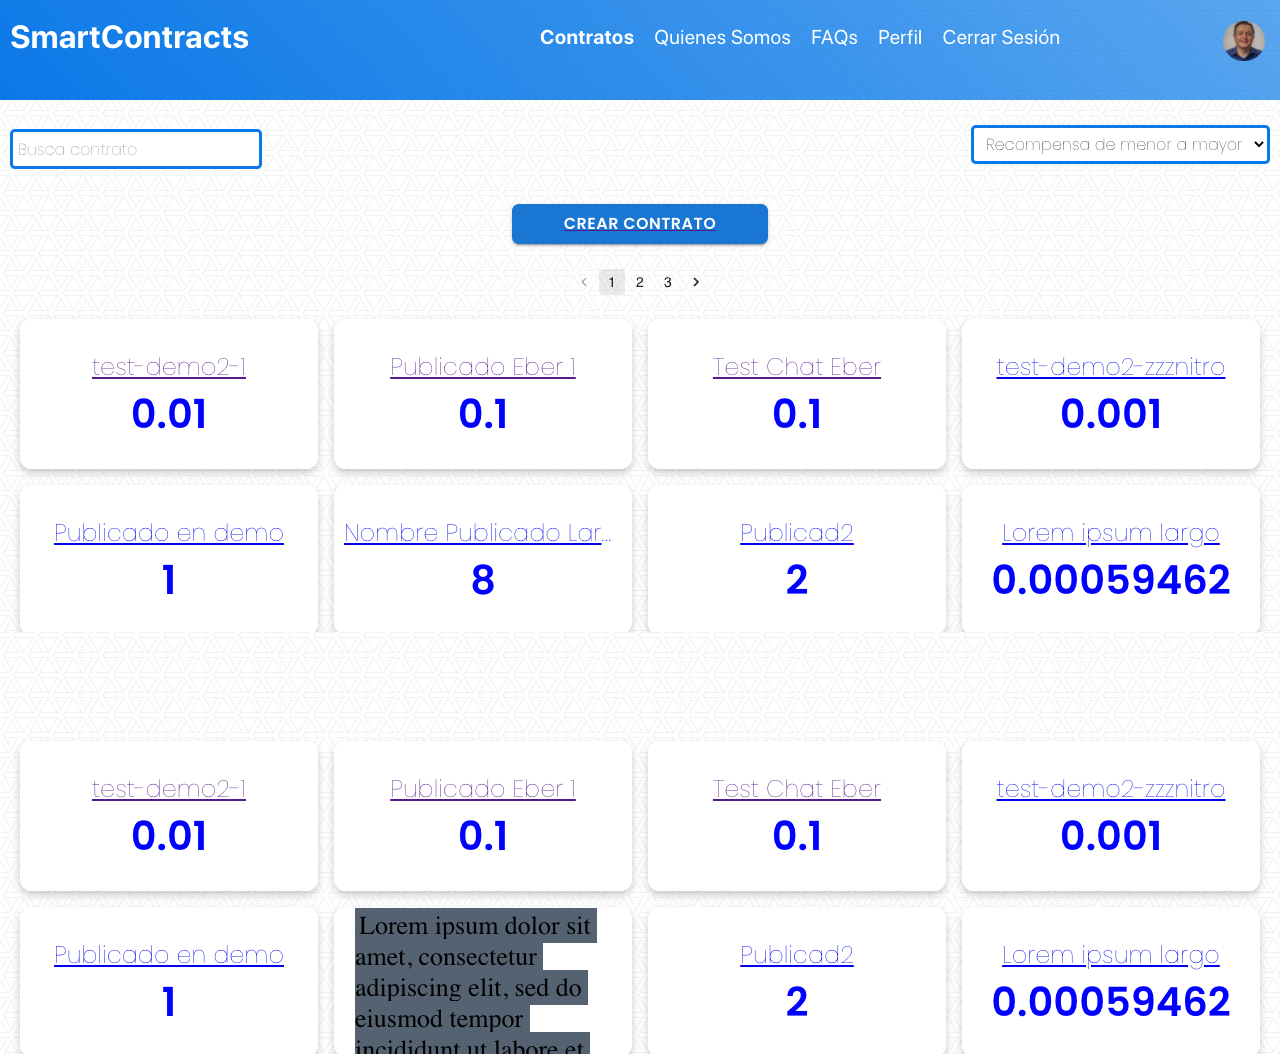 SmartContracts
Contratos Quienes Somos FAQs Perfil Cerrar Sesión
Busca contrato
Recompensa de menor a mayor
CREAR CONTRATO
1 2 3
test-demo2-1
0.01
Publicado Eber 1
0.1
Test Chat Eber
0.1
test-demo2-zzznitro
0.001
Publicado en demo
1
Nombre Publicado Lar...
8
Publicad2
2
Lorem ipsum largo
0.00059462
test-demo2-1
0.01
Publicado Eber 1
0.1
Test Chat Eber
0.1
test-demo2-zzznitro
0.001
Publicado en demo
1
Lorem ipsum dolor sit
amet, consectetur
adipiscing elit, sed do
eiusmod tempor
incididunt ut labore et
Publicad2
2
Lorem ipsum largo
0.00059462